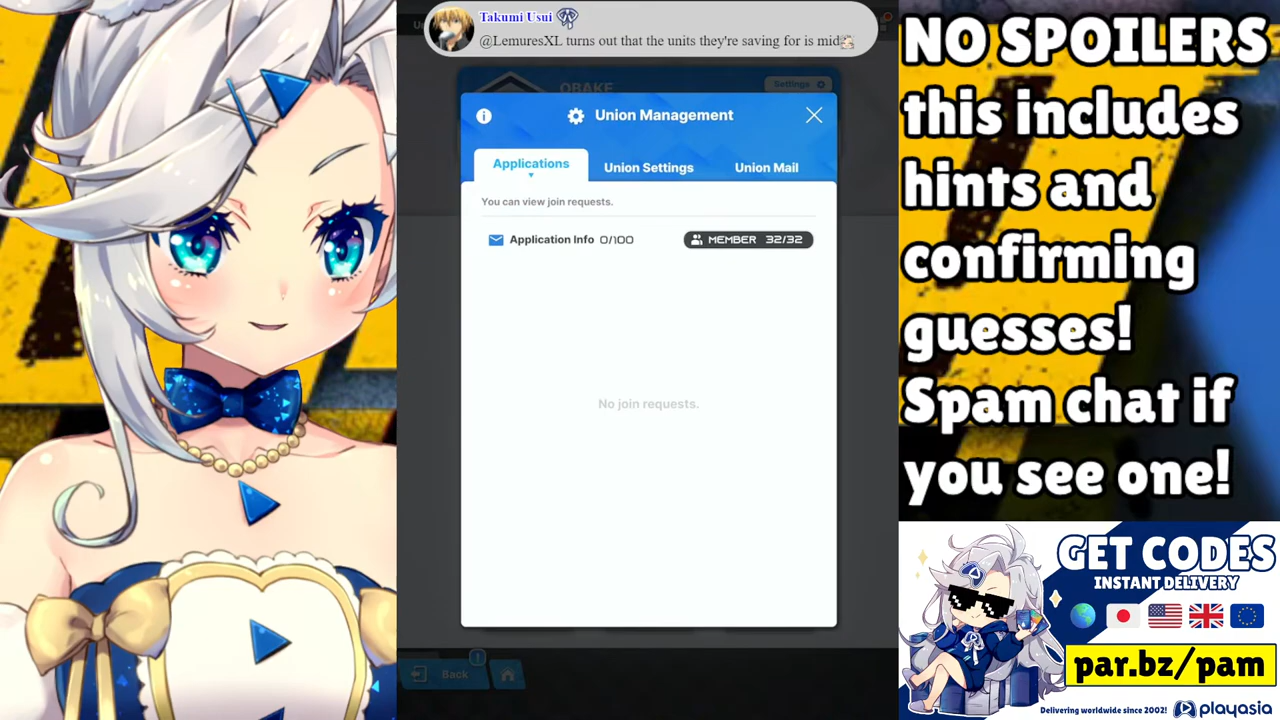 Takumi Usui
@LemuresXL turns out that the units they're saving for is mid
OBAKE
Settings
Union Management
Applications
Union Settings
Union Mail
You can view join requests.
Application Info 0/100
MEMBER 32/32
No join requests.
Back
NO SPOILERS
this includes
hints and
confirming
guesses!
Spam chat if
you see one!
GET CODES
INSTANT DELIVERY
par.bz/pam
Delivering worldwide since 2002!
playasia